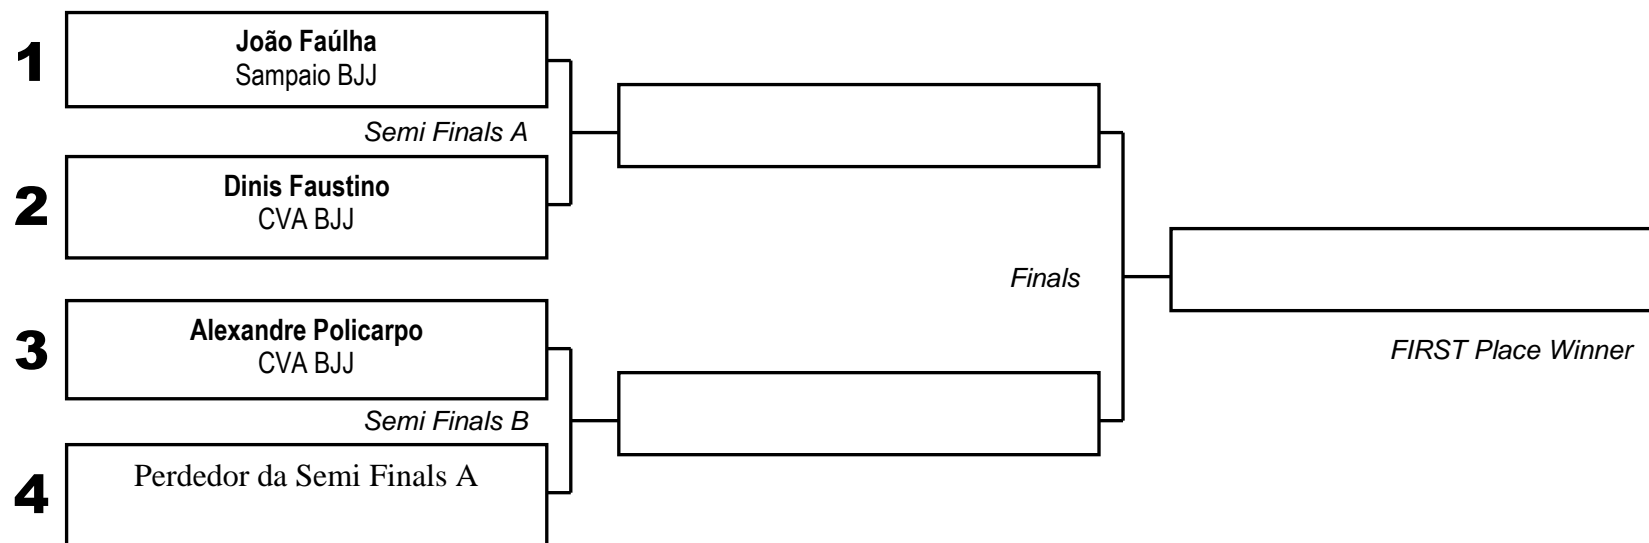 1
João Faúlha
Sampaio BJJ
Semi Finals A
2
Dinis Faustino
CVA BJJ
Finals
3
Alexandre Policarpo
CVA BJJ
FIRST Place Winner
Semi Finals B
4
Perdedor da Semi Finals A